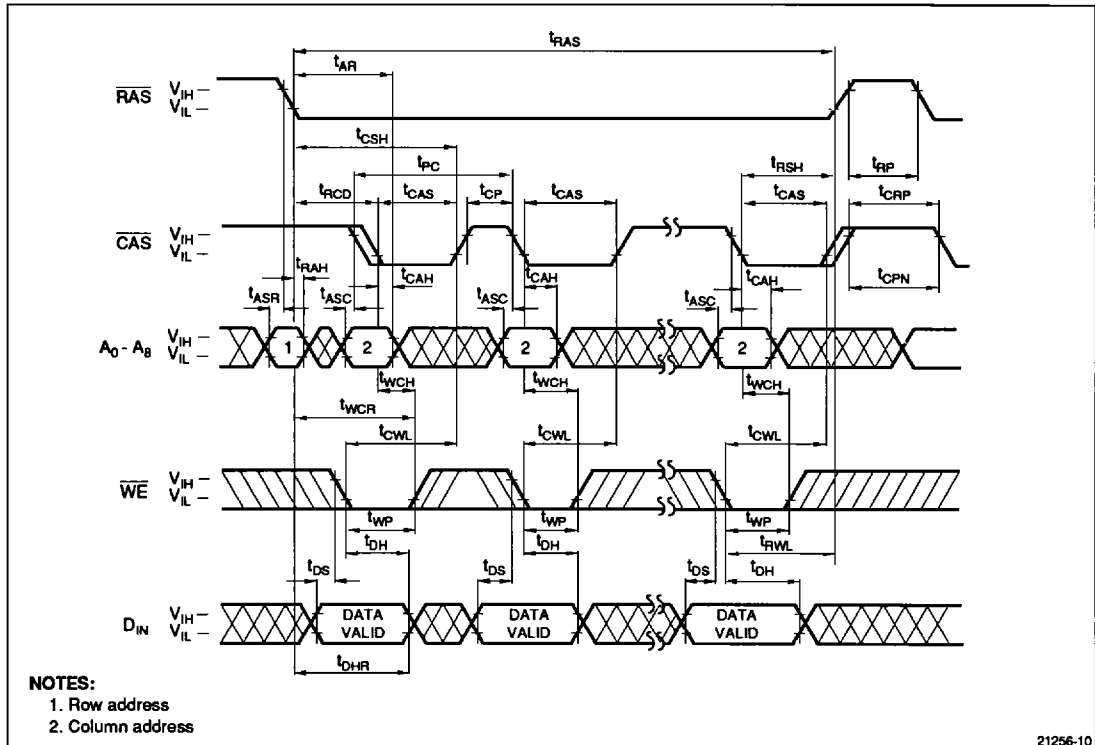 tRAS
tAR
RAS VIH –
VIL –
tCSH
tPC
tRSH
tRP
tRCD
tCAS
tCP
tCAS
tCAS
tCRP
CAS VIH –
VIL –
tRAH
tCAH
tCAH
tCAH
tCPN
tASR
tASC
tASC
tASC
A0 - A8 VIH –
VIL –
1
2
2
2
tWCH
tWCH
tWCH
tWCR
tCWL
tCWL
tCWL
WE VIH –
VIL –
tWP
tWP
tWP
tDH
tDH
tRWL
tDS
tDS
tDS
tDH
DIN VIH –
VIL –
DATA VALID
DATA VALID
DATA VALID
tDHR
NOTES:
1. Row address
2. Column address
21256-10